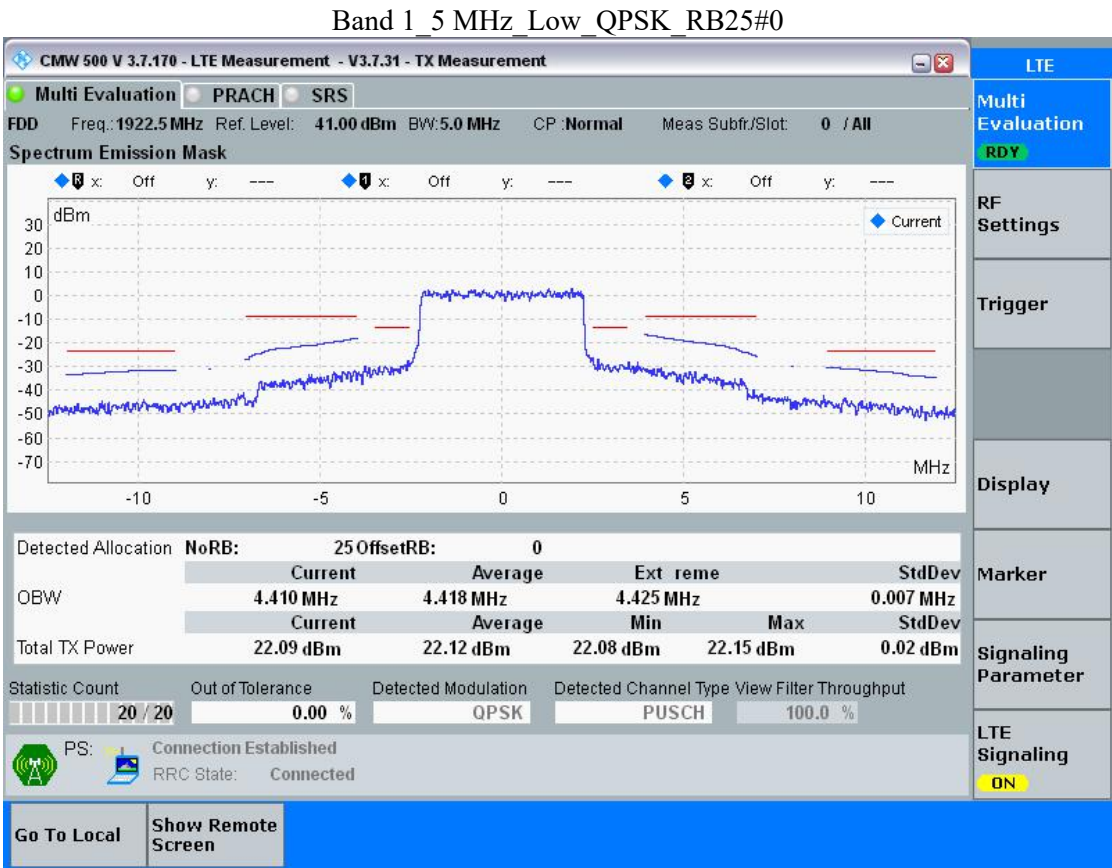 Band 1_5 MHz_Low_QPSK_RB25#0
CMW 500 V 3.7.170 - LTE Measurement - V3.7.31 - TX Measurement
LTE
Multi Evaluation PRACH SRS
Multi Evaluation
RDY
FDD Freq.: 1922.5 MHz Ref. Level: 41.00 dBm BW: 5.0 MHz CP : Normal Meas Subfr./Slot: 0 / All
Spectrum Emission Mask
R x: Off y: --- 1 x: Off y: --- 2 x: Off y: ---
dBm
Current
30
20
10
0
-10
-20
-30
-40
-50
-60
-70
MHz
-10 -5 0 5 10
RF
Settings
Trigger
Display
Marker
Signaling
Parameter
LTE
Signaling
ON
Detected Allocation NoRB: 25 OffsetRB: 0
Current Average Ext reme StdDev
OBW 4.410 MHz 4.418 MHz 4.425 MHz 0.007 MHz
Current Average Min Max StdDev
Total TX Power 22.09 dBm 22.12 dBm 22.08 dBm 22.15 dBm 0.02 dBm
Statistic Count Out of Tolerance Detected Modulation Detected Channel Type View Filter Throughput
20 / 20 0.00 % QPSK PUSCH 100.0 %
PS: Connection Established
RRC State: Connected
Go To Local
Show Remote
Screen